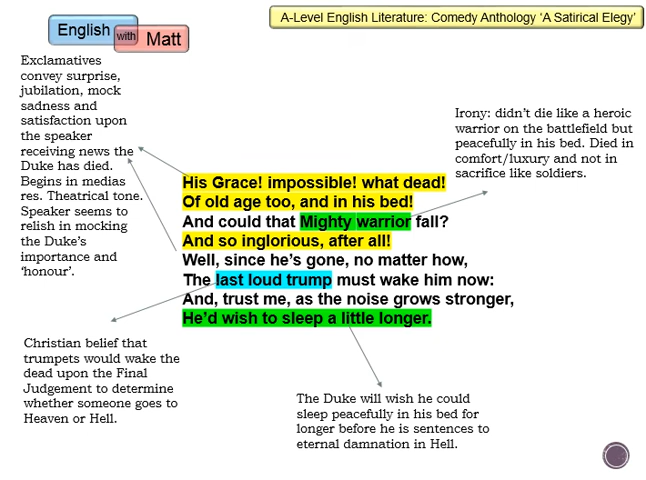 A-Level English Literature: Comedy Anthology ‘A Satirical Elegy’
English
with
Matt
Exclamatives
convey surprise,
jubilation, mock
sadness and
satisfaction upon
the speaker
receiving news the
Duke has died.
Begins in medias
res. Theatrical tone.
Speaker seems to
relish in mocking
the Duke’s
importance and
‘honour’.
Irony: didn’t die like a heroic
warrior on the battlefield but
peacefully in his bed. Died in
comfort/luxury and not in
sacrifice like soldiers.
His Grace! impossible! what dead!
Of old age too, and in his bed!
And could that Mighty warrior fall?
And so inglorious, after all!
Well, since he’s gone, no matter how,
The last loud trump must wake him now:
And, trust me, as the noise grows stronger,
He’d wish to sleep a little longer.
Christian belief that
trumpets would wake the
dead upon the Final
Judgement to determine
whether someone goes to
Heaven or Hell.
The Duke will wish he could
sleep peacefully in his bed for
longer before he is sentences to
eternal damnation in Hell.